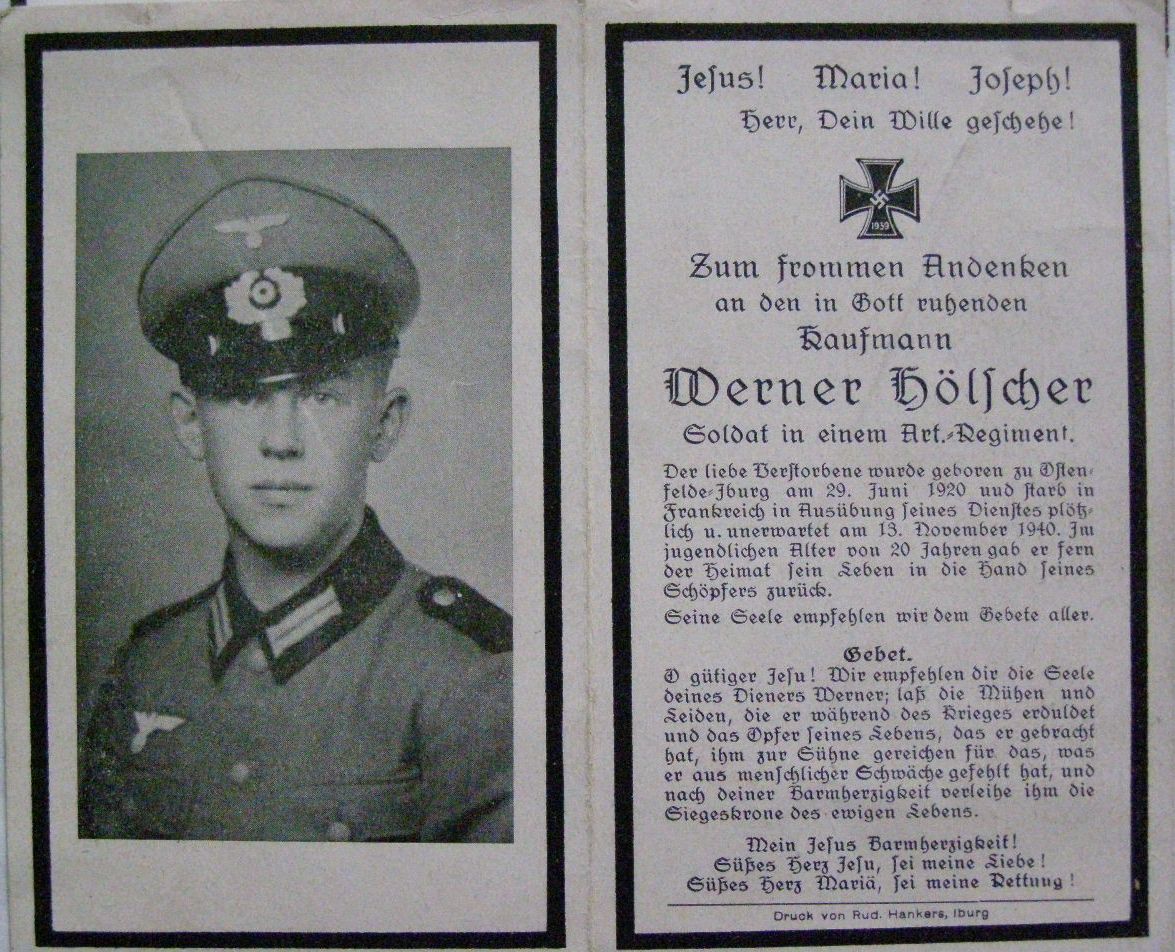 Jesus! Maria! Joseph!
Herr, Dein Wille geschehe!
1939
Zum frommen Andenken
an den in Gott ruhenden
Kaufmann
Werner Hölscher
Soldat in einem Art.-Regiment.
Der liebe Verstorbene wurde geboren zu Osten-
felde-Iburg am 29. Juni 1920 und starb in
Frankreich in Ausübung seines Dienstes plötz-
lich u. unerwartet am 13. November 1940. Im
jugendlichen Alter von 20 Jahren gab er fern
der Heimat sein Leben in die Hand seines
Schöpfers zurück.
Seine Seele empfehlen wir dem Gebete aller.
Gebet.
O gütiger Jesu! Wir empfehlen dir die Seele
deines Dieners Werner; laß die Mühen und
Leiden, die er während des Krieges erduldet
und das Opfer seines Lebens, das er gebracht
hat, ihm zur Sühne gereichen für das, was
er aus menschlicher Schwäche gefehlt hat, und
nach deiner Barmherzigkeit verleihe ihm die
Siegeskrone des ewigen Lebens.
Mein Jesus Barmherzigkeit!
Süßes Herz Jesu, sei meine Liebe!
Süßes Herz Mariä, sei meine Rettung!
Druck von Rud. Hankers, Iburg